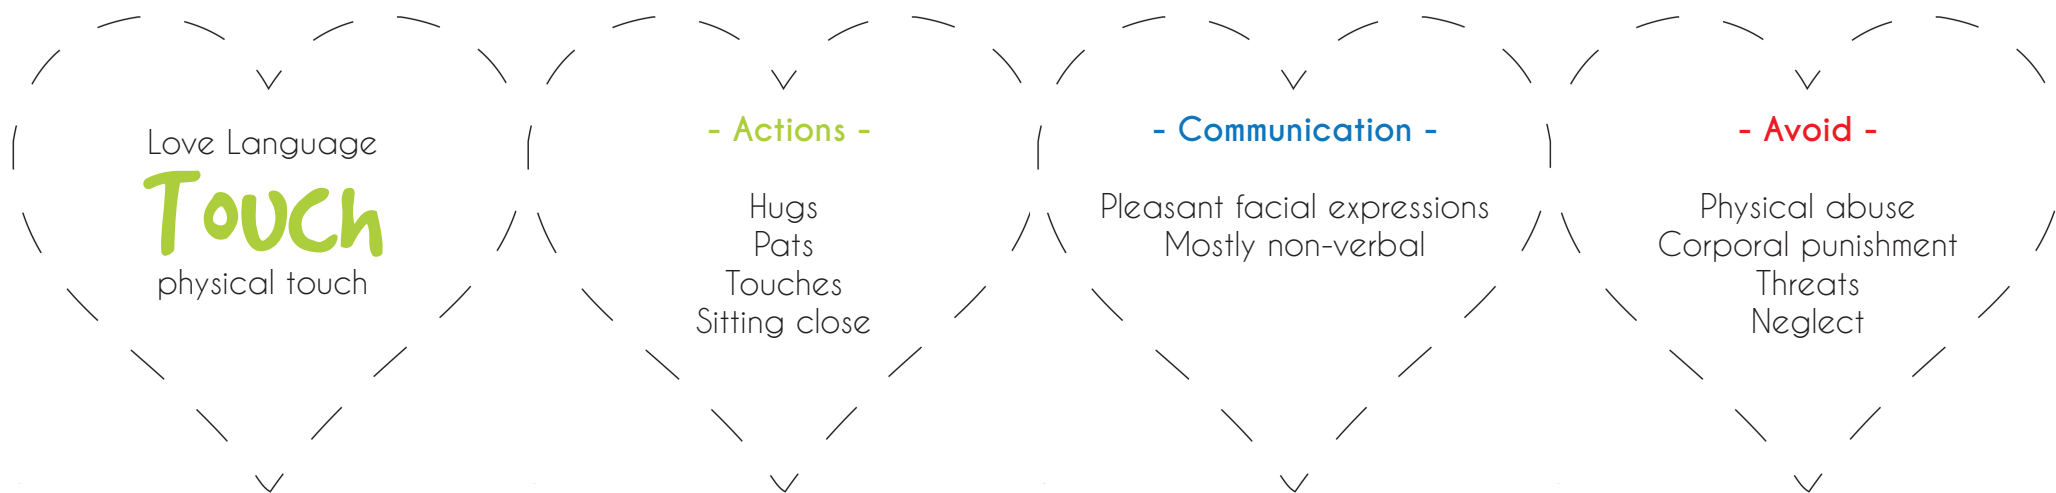 Love Language
Touch
physical touch
- Actions -
Hugs
Pats
Touches
Sitting close
- Communication -
Pleasant facial expressions
Mostly non-verbal
- Avoid -
Physical abuse
Corporal punishment
Threats
Neglect